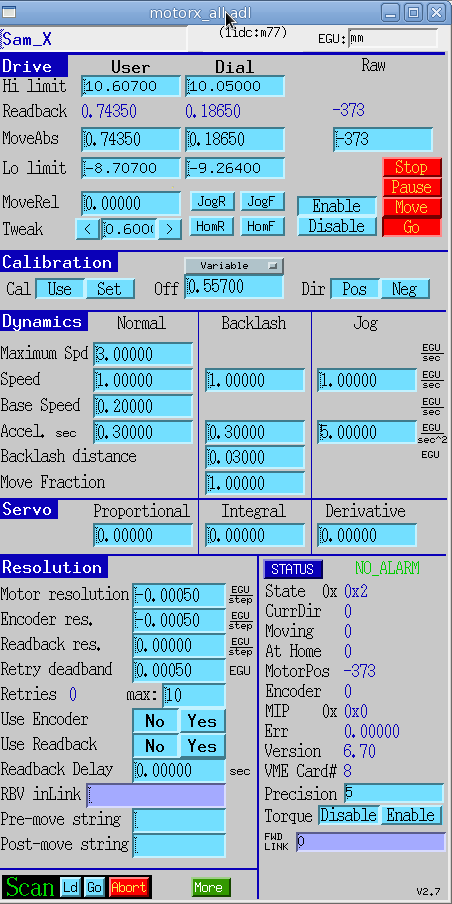 motorx_all.adl
Sam_X (1idc:m77) EGU: mm
Drive User Dial Raw
Hi limit 10.60700 10.05000
Readback 0.74350 0.18650 -373
MoveAbs 0.74350 0.18650 -373
Lo limit -8.70700 -9.26400 Stop
Pause
MoveRel 0.00000 JogR JogF Enable Move
Tweak < 0.600 > HomR HomF Disable Go
Calibration Variable
Cal Use Set Off 0.55700 Dir Pos Neg
Dynamics Normal Backlash Jog
Maximum Spd 3.00000 EGU sec
Speed 1.00000 1.00000 1.00000 EGU sec
Base Speed 0.20000 EGU sec
Accel. sec 0.30000 0.30000 5.00000 EGU sec^2
Backlash distance 0.03000 EGU
Move Fraction 1.00000
Servo Proportional Integral Derivative
0.00000 0.00000 0.00000
Resolution
Motor resolution -0.00050 EGU step
Encoder res. -0.00050 EGU step
Readback res. 0.00000 EGU step
Retry deadband 0.00050 EGU
Retries 0 max: 10
Use Encoder No Yes
Use Readback No Yes
Readback Delay 0.00000 sec
RBV inLink
Pre-move string
Post-move string
STATUS NO_ALARM
State 0x 0x2
CurrDir 0
Moving 0
At Home 0
MotorPos -373
Encoder 0
MIP 0x 0x0
Err 0.00000
Version 6.70
VME Card# 8
Precision 5
Torque Disable Enable
FWD LINK 0
Scan Ld Go Abort More V2.7